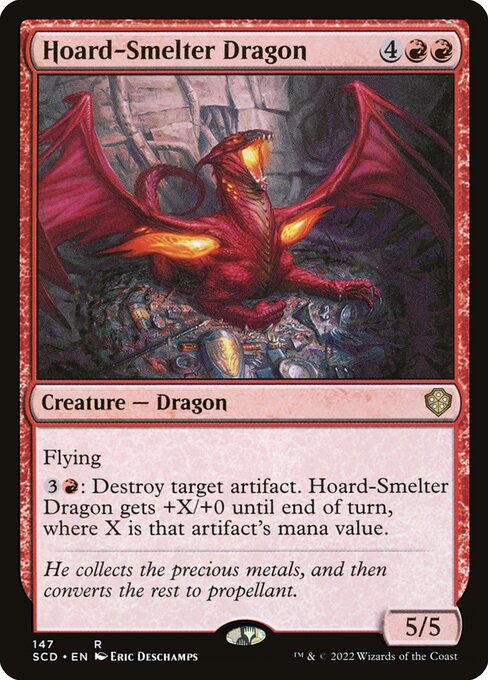 Hoard-Smelter Dragon 4
Creature — Dragon
Flying
3: Destroy target artifact. Hoard-Smelter
Dragon gets +X/+0 until end of turn,
where X is that artifact's mana value.
He collects the precious metals, and then
converts the rest to propellant.
5/5
147 R
SCD • EN Eric Deschamps ™ & © 2022 Wizards of the Coast